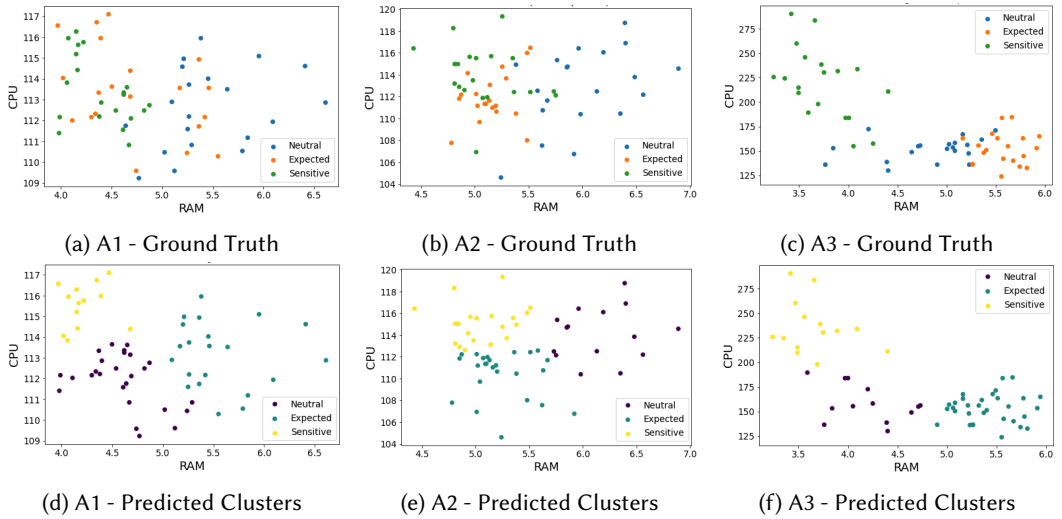 117
116
115
114
113
112
111
110
109
CPU
4.0 4.5 5.0 5.5 6.0 6.5
RAM
Neutral
Expected
Sensitive
(a) A1 - Ground Truth
120
118
116
114
112
110
108
106
104
CPU
4.5 5.0 5.5 6.0 6.5 7.0
RAM
Neutral
Expected
Sensitive
(b) A2 - Ground Truth
275
250
225
200
175
150
125
CPU
3.5 4.0 4.5 5.0 5.5 6.0
RAM
Neutral
Expected
Sensitive
(c) A3 - Ground Truth
117
116
115
114
113
112
111
110
109
CPU
4.0 4.5 5.0 5.5 6.0 6.5
RAM
Neutral
Expected
Sensitive
(d) A1 - Predicted Clusters
120
118
116
114
112
110
108
106
104
CPU
4.5 5.0 5.5 6.0 6.5 7.0
RAM
Neutral
Expected
Sensitive
(e) A2 - Predicted Clusters
275
250
225
200
175
150
125
CPU
3.5 4.0 4.5 5.0 5.5 6.0
RAM
Neutral
Expected
Sensitive
(f) A3 - Predicted Clusters